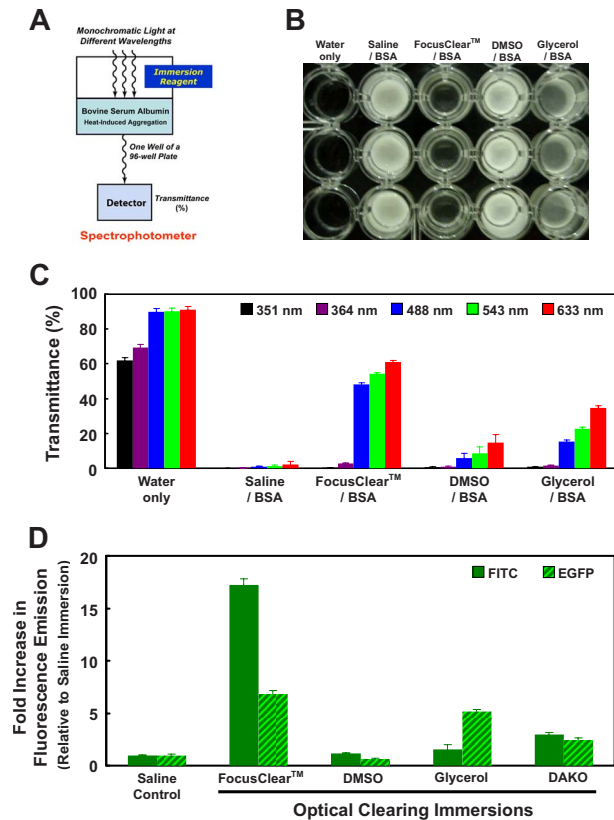 A
Monochromatic Light at
Different Wavelengths
Immersion
Reagent
Bovine Serum Albumin
Heat-Induced Aggregation
One Well of a
96-well Plate
Detector
Transmittance
(%)
Spectrophotometer
B
Water
only
Saline
/ BSA
FocusClear™
/ BSA
DMSO
/ BSA
Glycerol
/ BSA
C
Transmittance (%)
100
80
60
40
20
0
351 nm
364 nm
488 nm
543 nm
633 nm
Water
only
Saline
/ BSA
FocusClear™
/ BSA
DMSO
/ BSA
Glycerol
/ BSA
D
Fold Increase in
Fluorescence Emission
(Relative to Saline Immersion)
20
15
10
5
0
FITC
EGFP
Saline
Control
FocusClear™
DMSO
Glycerol
DAKO
Optical Clearing Immersions